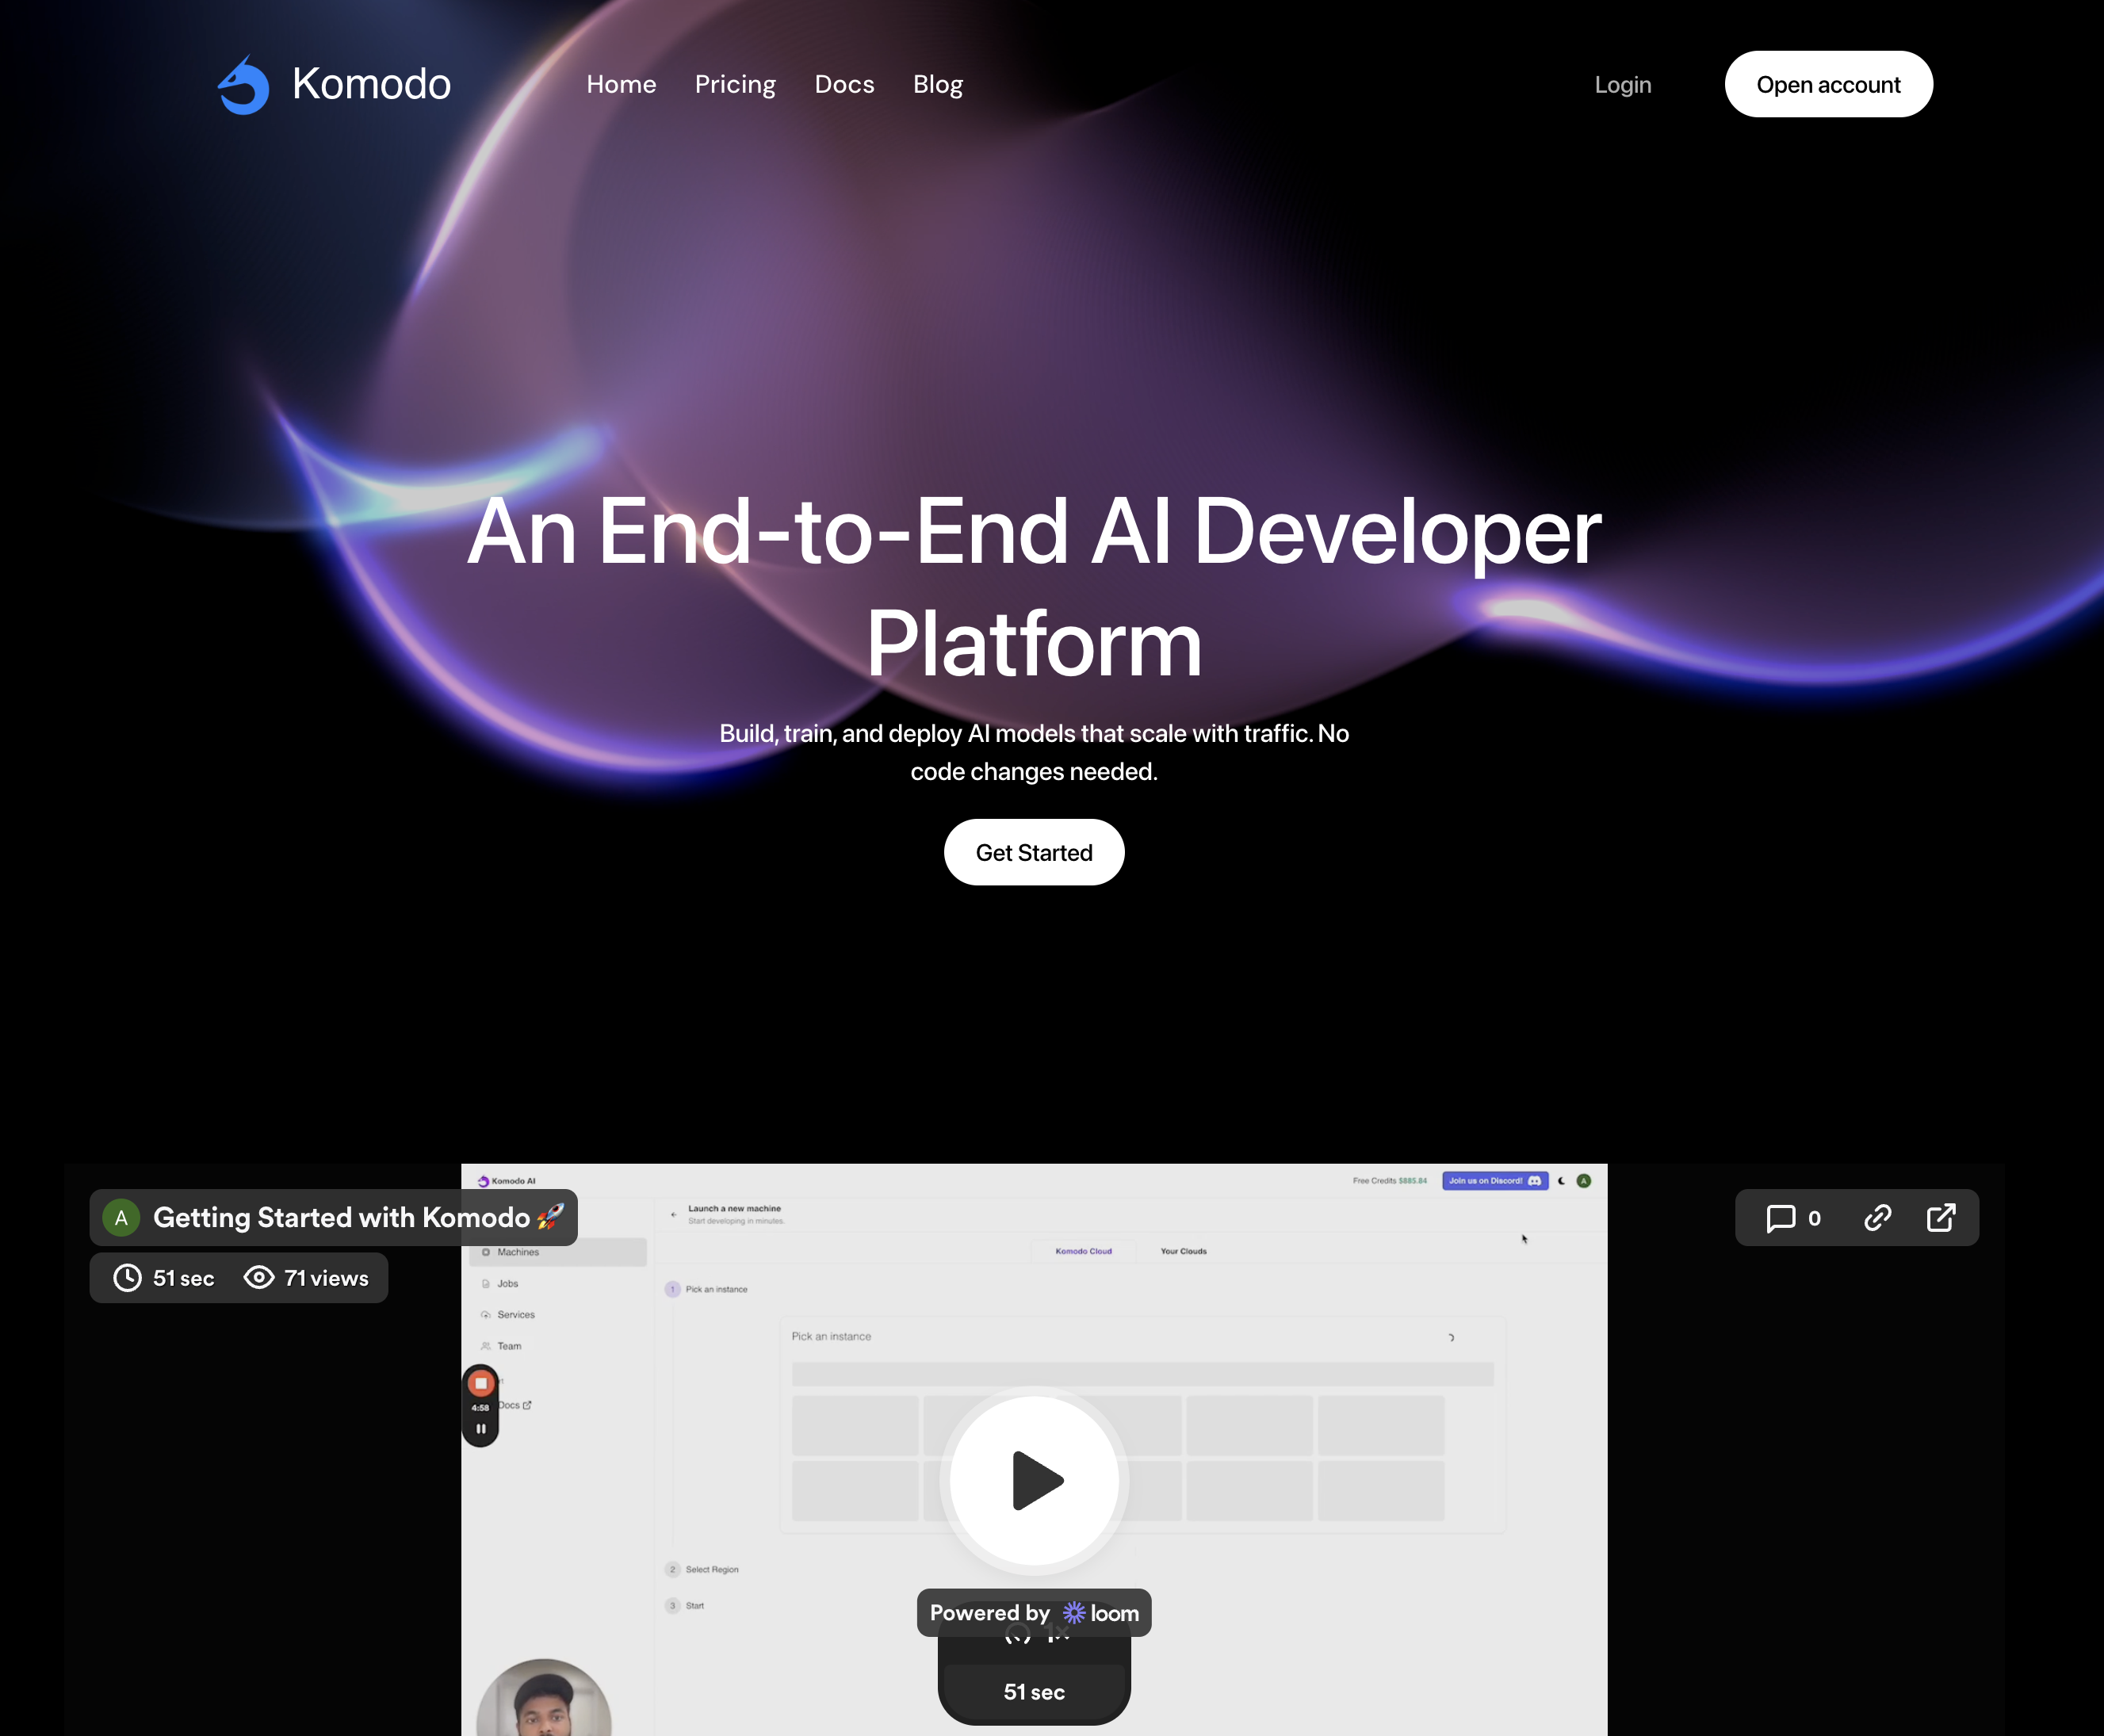 Komodo
Home Pricing Docs Blog
Login
Open account
An End-to-End AI Developer
Platform
Build, train, and deploy AI models that scale with traffic. No
code changes needed.
Get Started
A Getting Started with Komodo 🚀
51 sec 71 views
0
Komodo AI
Free Credits $885.84
Join us on Discord!
A
Launch a new machine
Start developing in minutes.
Machines
Jobs
Services
Team
Docs
4:58
Komodo Cloud
Your Clouds
1 Pick an instance
Pick an instance
2 Select Region
3 Start
Powered by loom
1×
51 sec